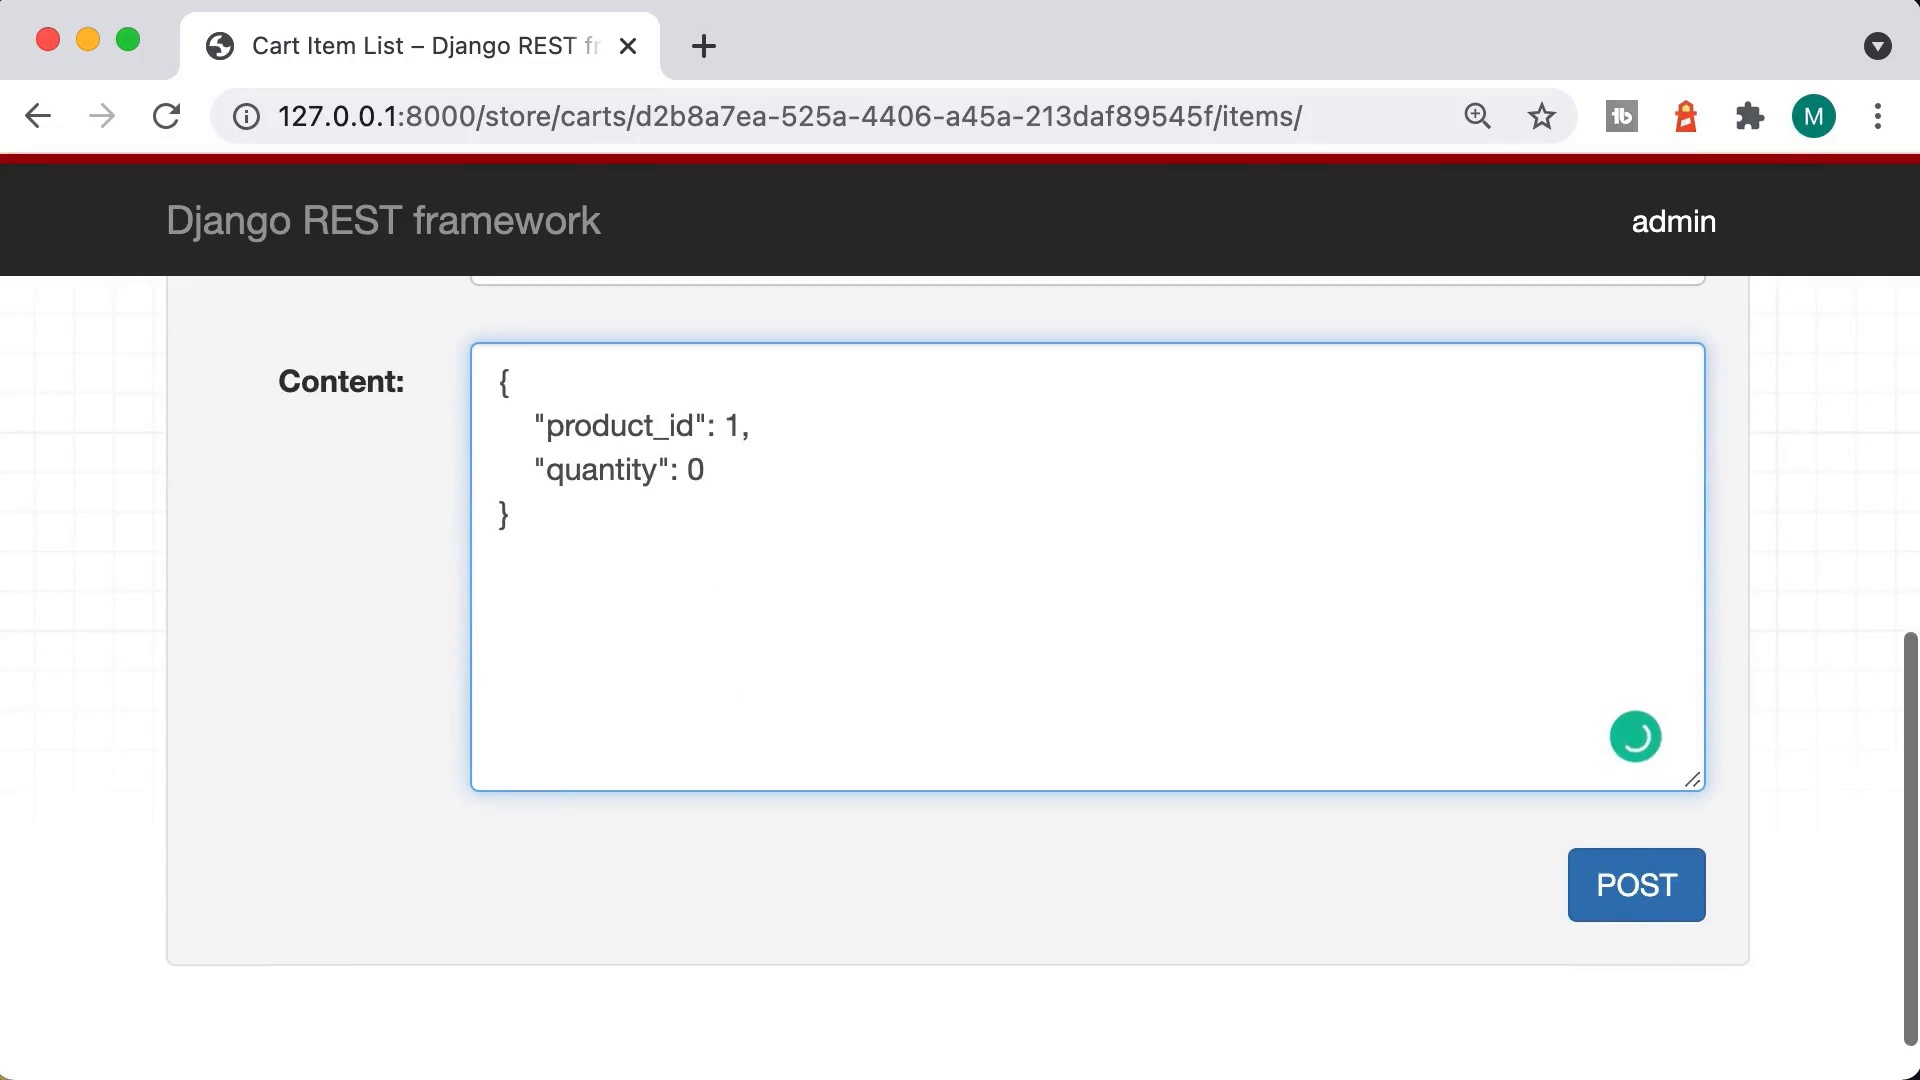 Cart Item List – Django REST fr
127.0.0.1:8000/store/carts/d2b8a7ea-525a-4406-a45a-213daf89545f/items/
M
Django REST framework
admin
Content:
{
"product_id": 1,
"quantity": 0
}
POST